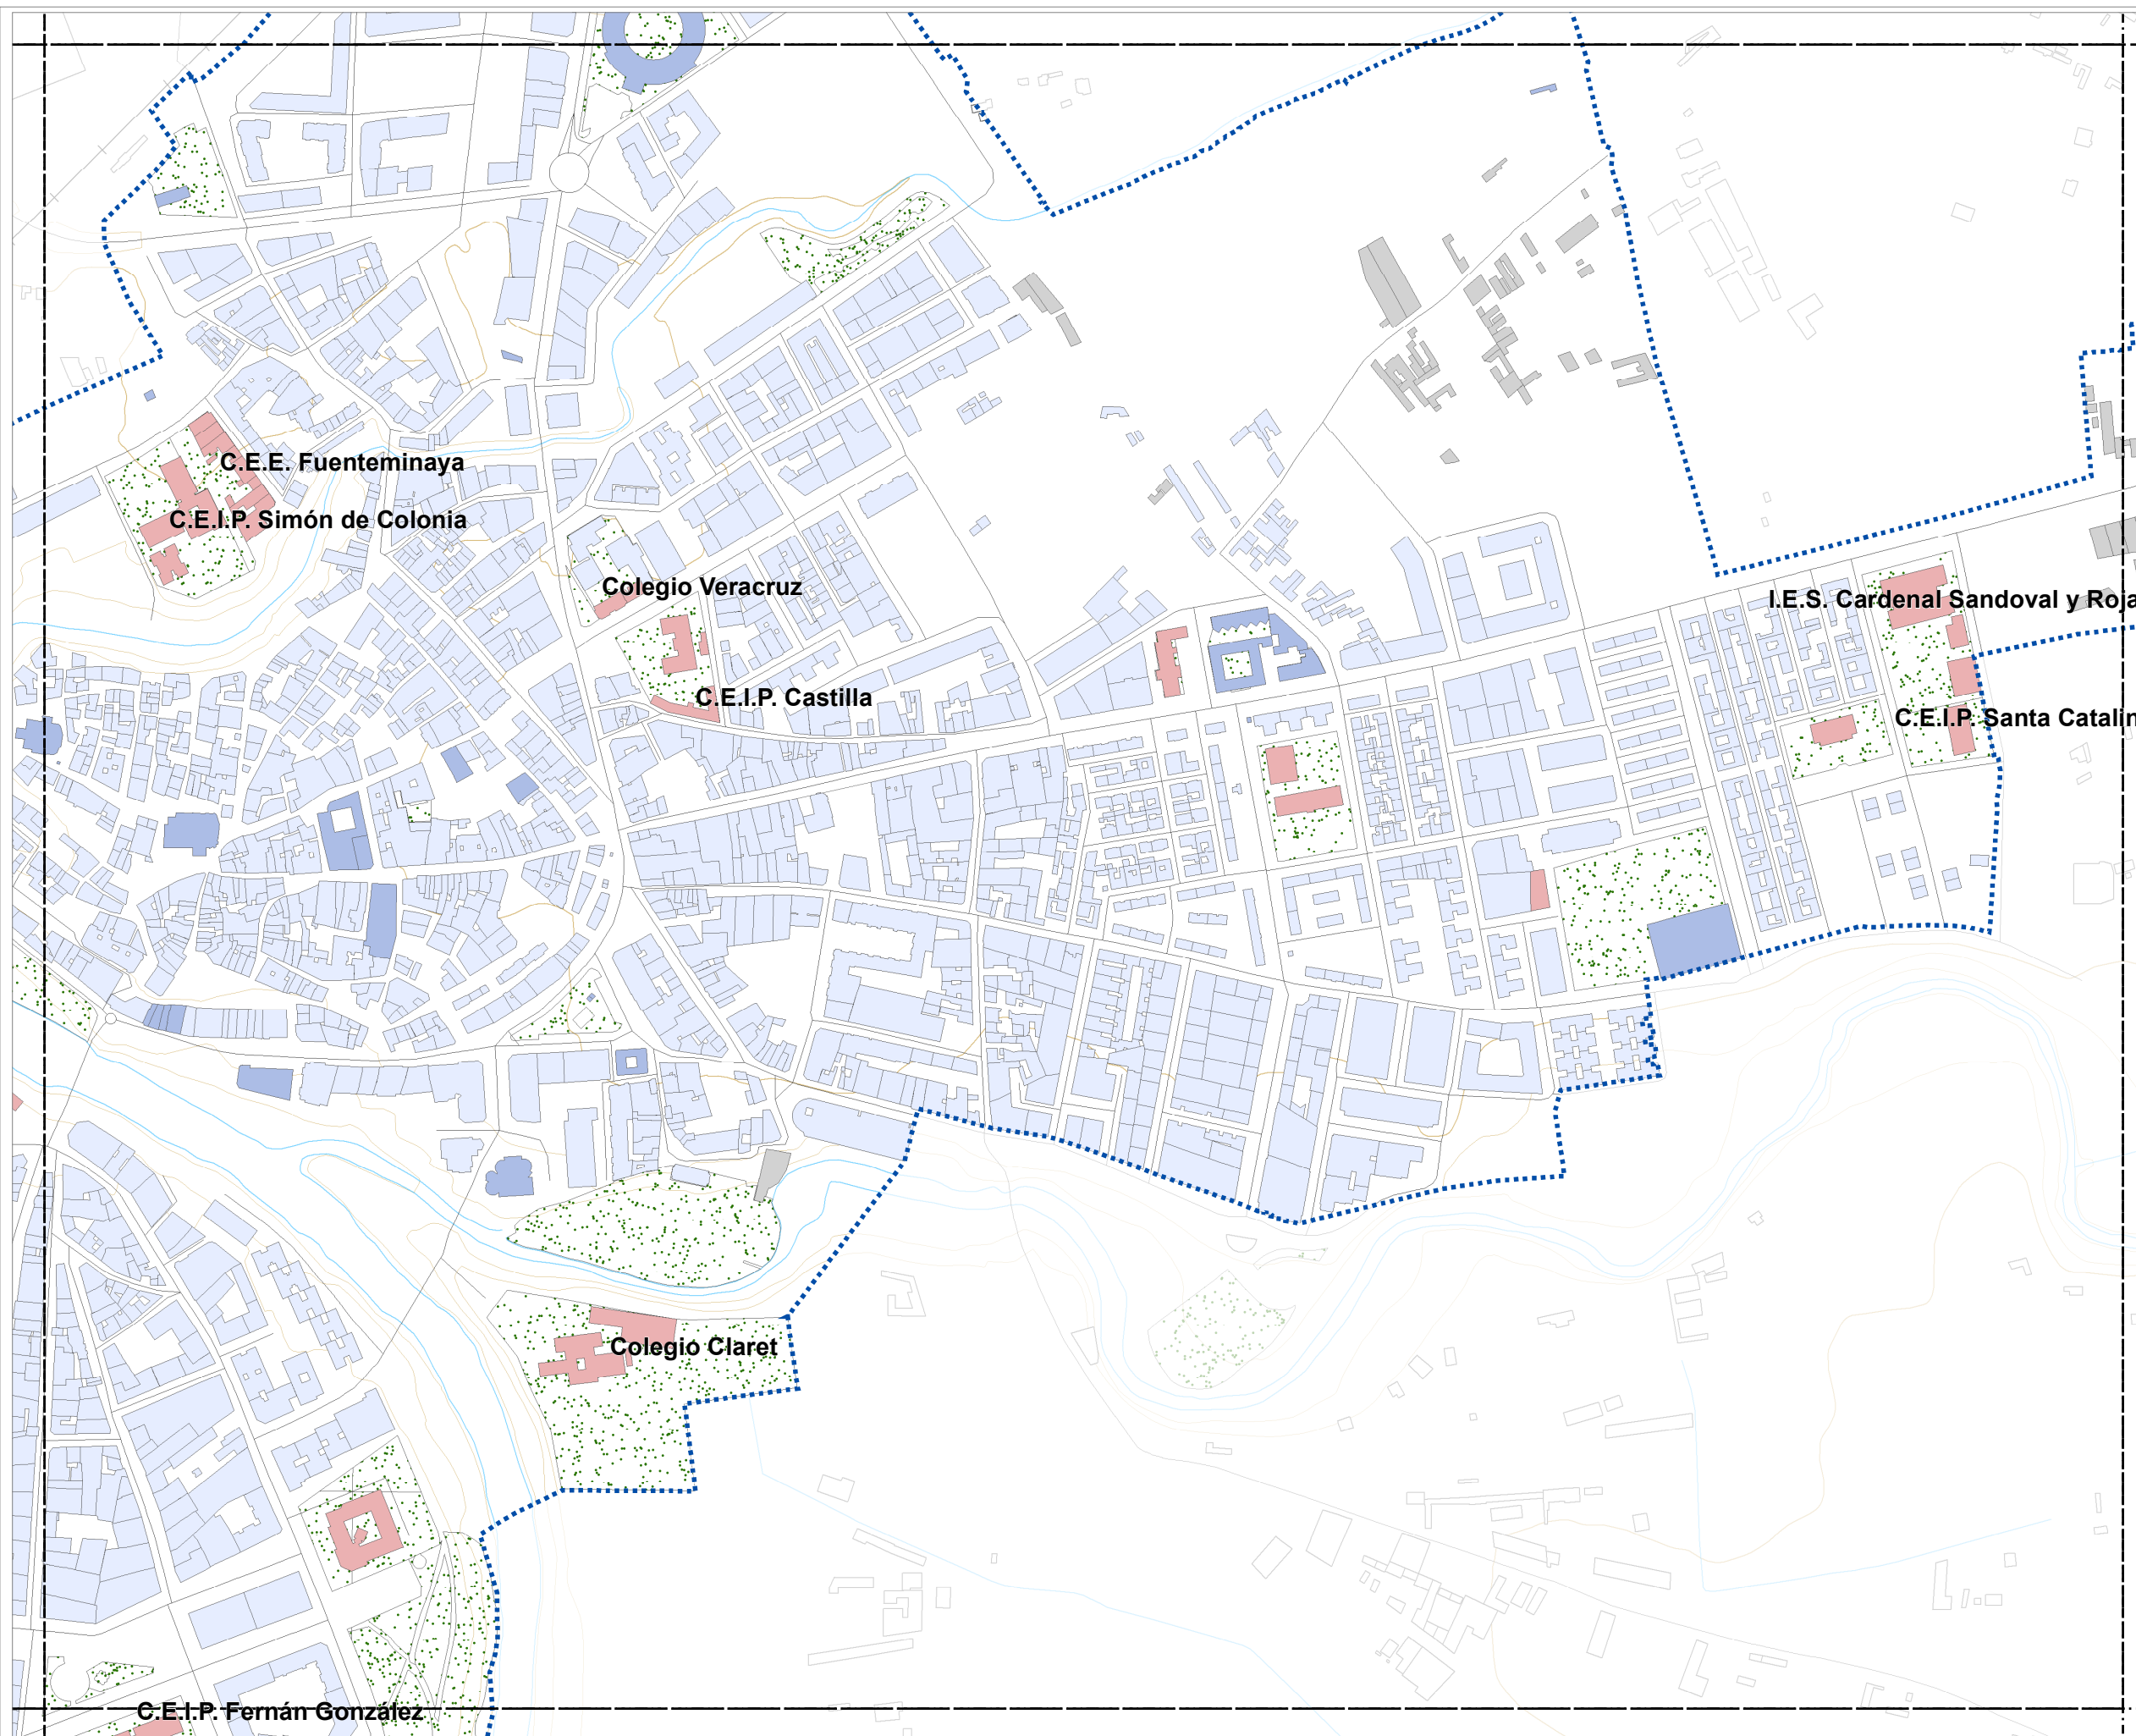 C.E.E. Fuenteminaya
C.E.I.P. Simón de Colonia
Colegio Veracruz
I.E.S. Cardenal Sandoval y Roja
C.E.I.P. Castilla
C.E.I.P. Santa Catalin
Colegio Claret
C.E.I.P. Fernán González